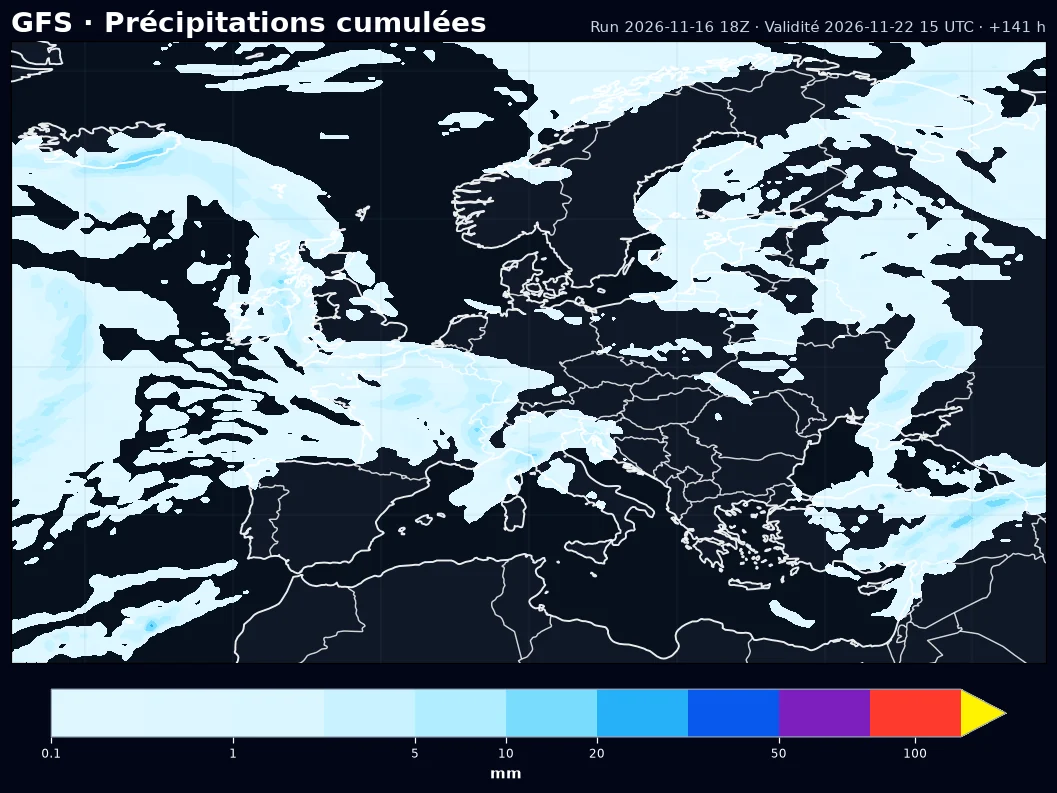 GFS · Précipitations cumulées
Run 2026-11-16 18Z · Validité 2026-11-22 15 UTC · +141 h
0.1 1 5 10 20 50 100
mm